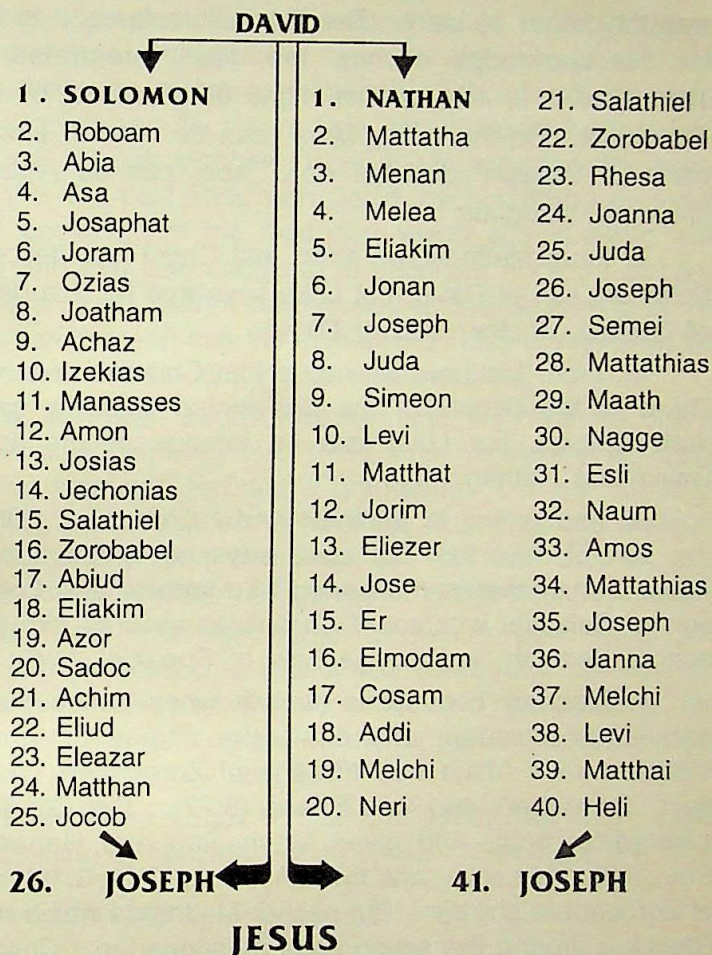 DAVID
1. SOLOMON
2. Roboam
3. Abia
4. Asa
5. Josaphat
6. Joram
7. Ozias
8. Joatham
9. Achaz
10. Izekias
11. Manasses
12. Amon
13. Josias
14. Jechonias
15. Salathiel
16. Zorobabel
17. Abiud
18. Eliakim
19. Azor
20. Sadoc
21. Achim
22. Eliud
23. Eleazar
24. Matthan
25. Jocob
26. JOSEPH
1. NATHAN
2. Mattatha
3. Menan
4. Melea
5. Eliakim
6. Jonan
7. Joseph
8. Juda
9. Simeon
10. Levi
11. Matthat
12. Jorim
13. Eliezer
14. Jose
15. Er
16. Elmodam
17. Cosam
18. Addi
19. Melchi
20. Neri
21. Salathiel
22. Zorobabel
23. Rhesa
24. Joanna
25. Juda
26. Joseph
27. Semei
28. Mattathias
29. Maath
30. Nagge
31. Esli
32. Naum
33. Amos
34. Mattathias
35. Joseph
36. Janna
37. Melchi
38. Levi
39. Matthai
40. Heli
41. JOSEPH
JESUS